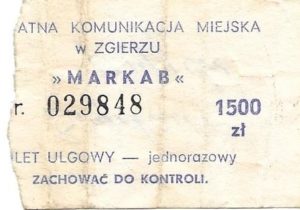 ATNA KOMUNIKACJA MIEJSKA
w ZGIERZU
»MARKAB«
r. 029848 1500
zł
LET ULGOWY — jednorazowy
ZACHOWAĆ DO KONTROLI.